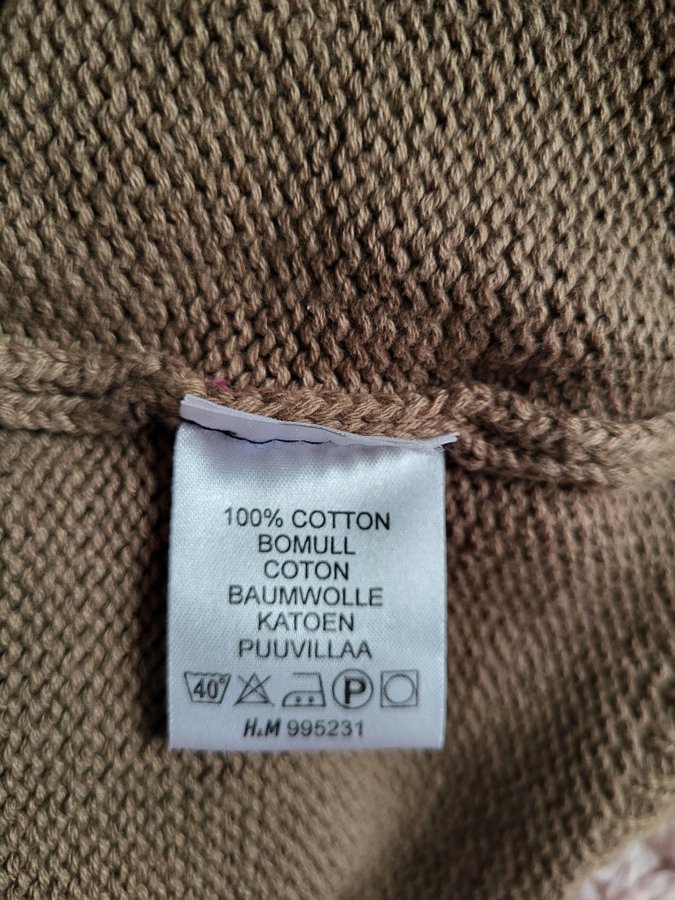 100% COTTON
BOMULL
COTON
BAUMWOLLE
KATOEN
PUUVILLAA
40° P
H&M 995231